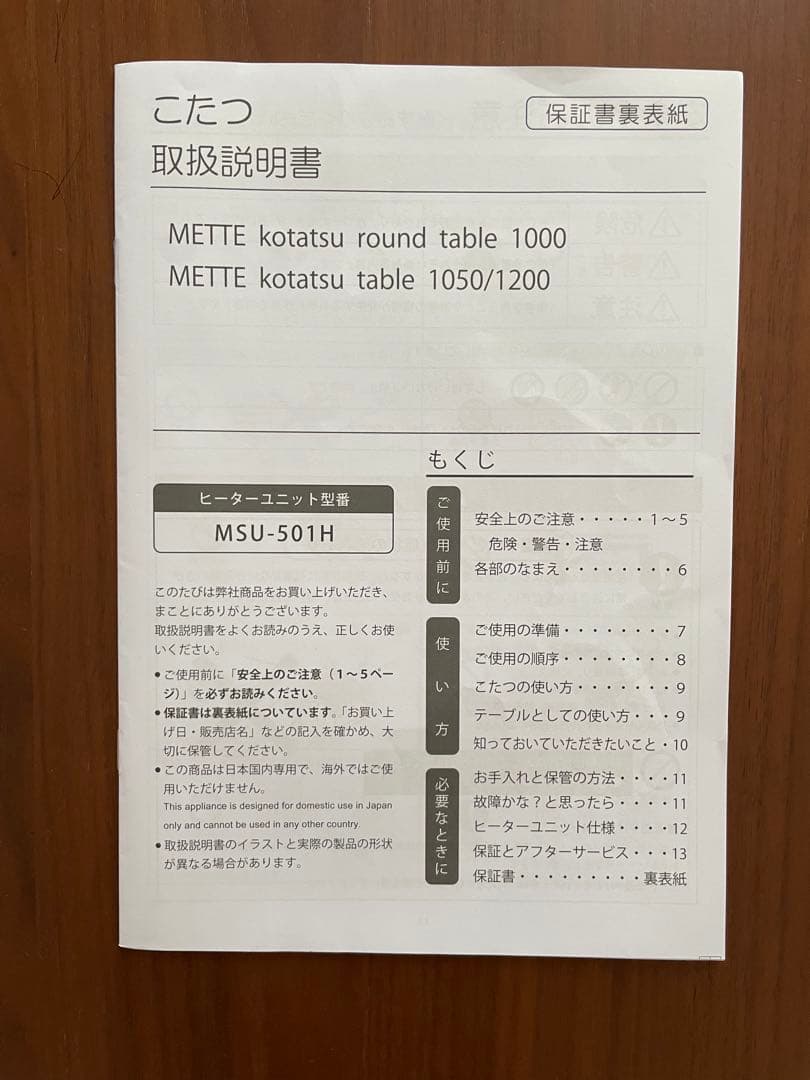 こたつ
保証書裏表紙
取扱説明書
METTE kotatsu round table 1000
METTE kotatsu table 1050/1200
ヒーターユニット型番
MSU-501H
このたびは弊社商品をお買い上げいただき、
まことにありがとうございます。
取扱説明書をよくお読みのうえ、正しくお使
いください。
●ご使用前に「安全上のご注意（１～５ペー
ジ）」を必ずお読みください。
●保証書は裏表紙についています。「お買い上
げ日・販売店名」などの記入を確かめ、大
切に保管してください。
●この商品は日本国内専用で、海外ではご使
用いただけません。
This appliance is designed for domestic use in Japan
only and cannot be used in any other country.
●取扱説明書のイラストと実際の製品の形状
が異なる場合があります。
もくじ
ご使用前に
安全上のご注意・・・・・１～５
危険・警告・注意
各部のなまえ・・・・・・・・６
使い方
ご使用の準備・・・・・・・・7
ご使用の順序・・・・・・・・8
こたつの使い方・・・・・・・9
テーブルとしての使い方・・・9
知っておいていただきたいこと・10
必要なときに
お手入れと保管の方法・・・・11
故障かな？と思ったら・・・・11
ヒーターユニット仕様・・・・12
保証とアフターサービス・・・13
保証書・・・・・・・・・裏表紙